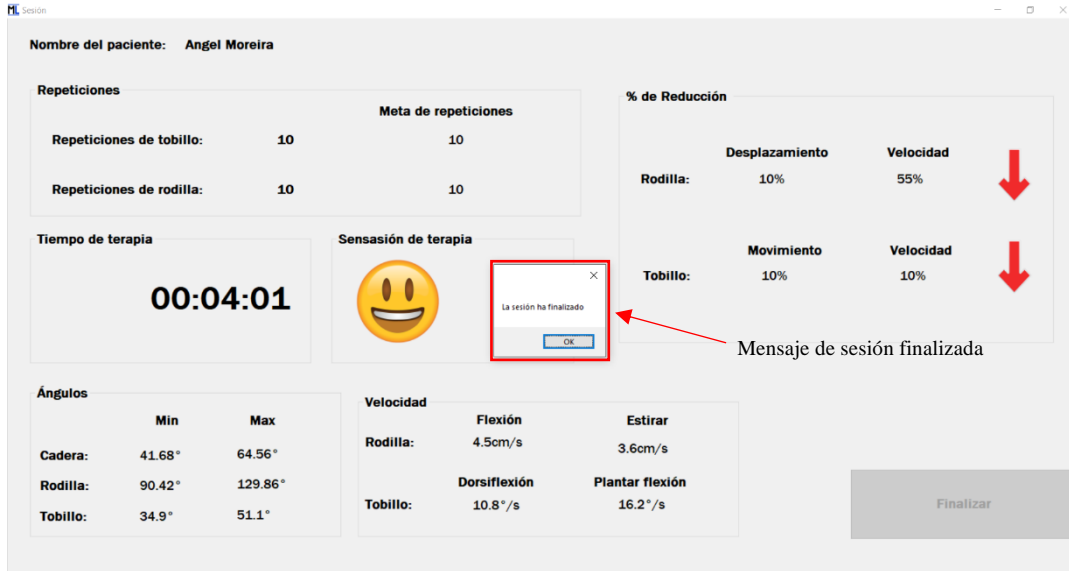 ML Sesión
Nombre del paciente: Angel Moreira
Repeticiones
Meta de repeticiones
Repeticiones de tobillo: 10 10
Repeticiones de rodilla: 10 10
% de Reducción
Desplazamiento Velocidad
Rodilla: 10% 55%
Movimiento Velocidad
Tobillo: 10% 10%
Tiempo de terapia
00:04:01
Sensasión de terapia
La sesión ha finalizado
OK
Mensaje de sesión finalizada
Ángulos
Min Max
Cadera: 41.68° 64.56°
Rodilla: 90.42° 129.86°
Tobillo: 34.9° 51.1°
Velocidad
Flexión Estirar
Rodilla: 4.5cm/s 3.6cm/s
Dorsiflexión Plantar flexión
Tobillo: 10.8°/s 16.2°/s
Finalizar